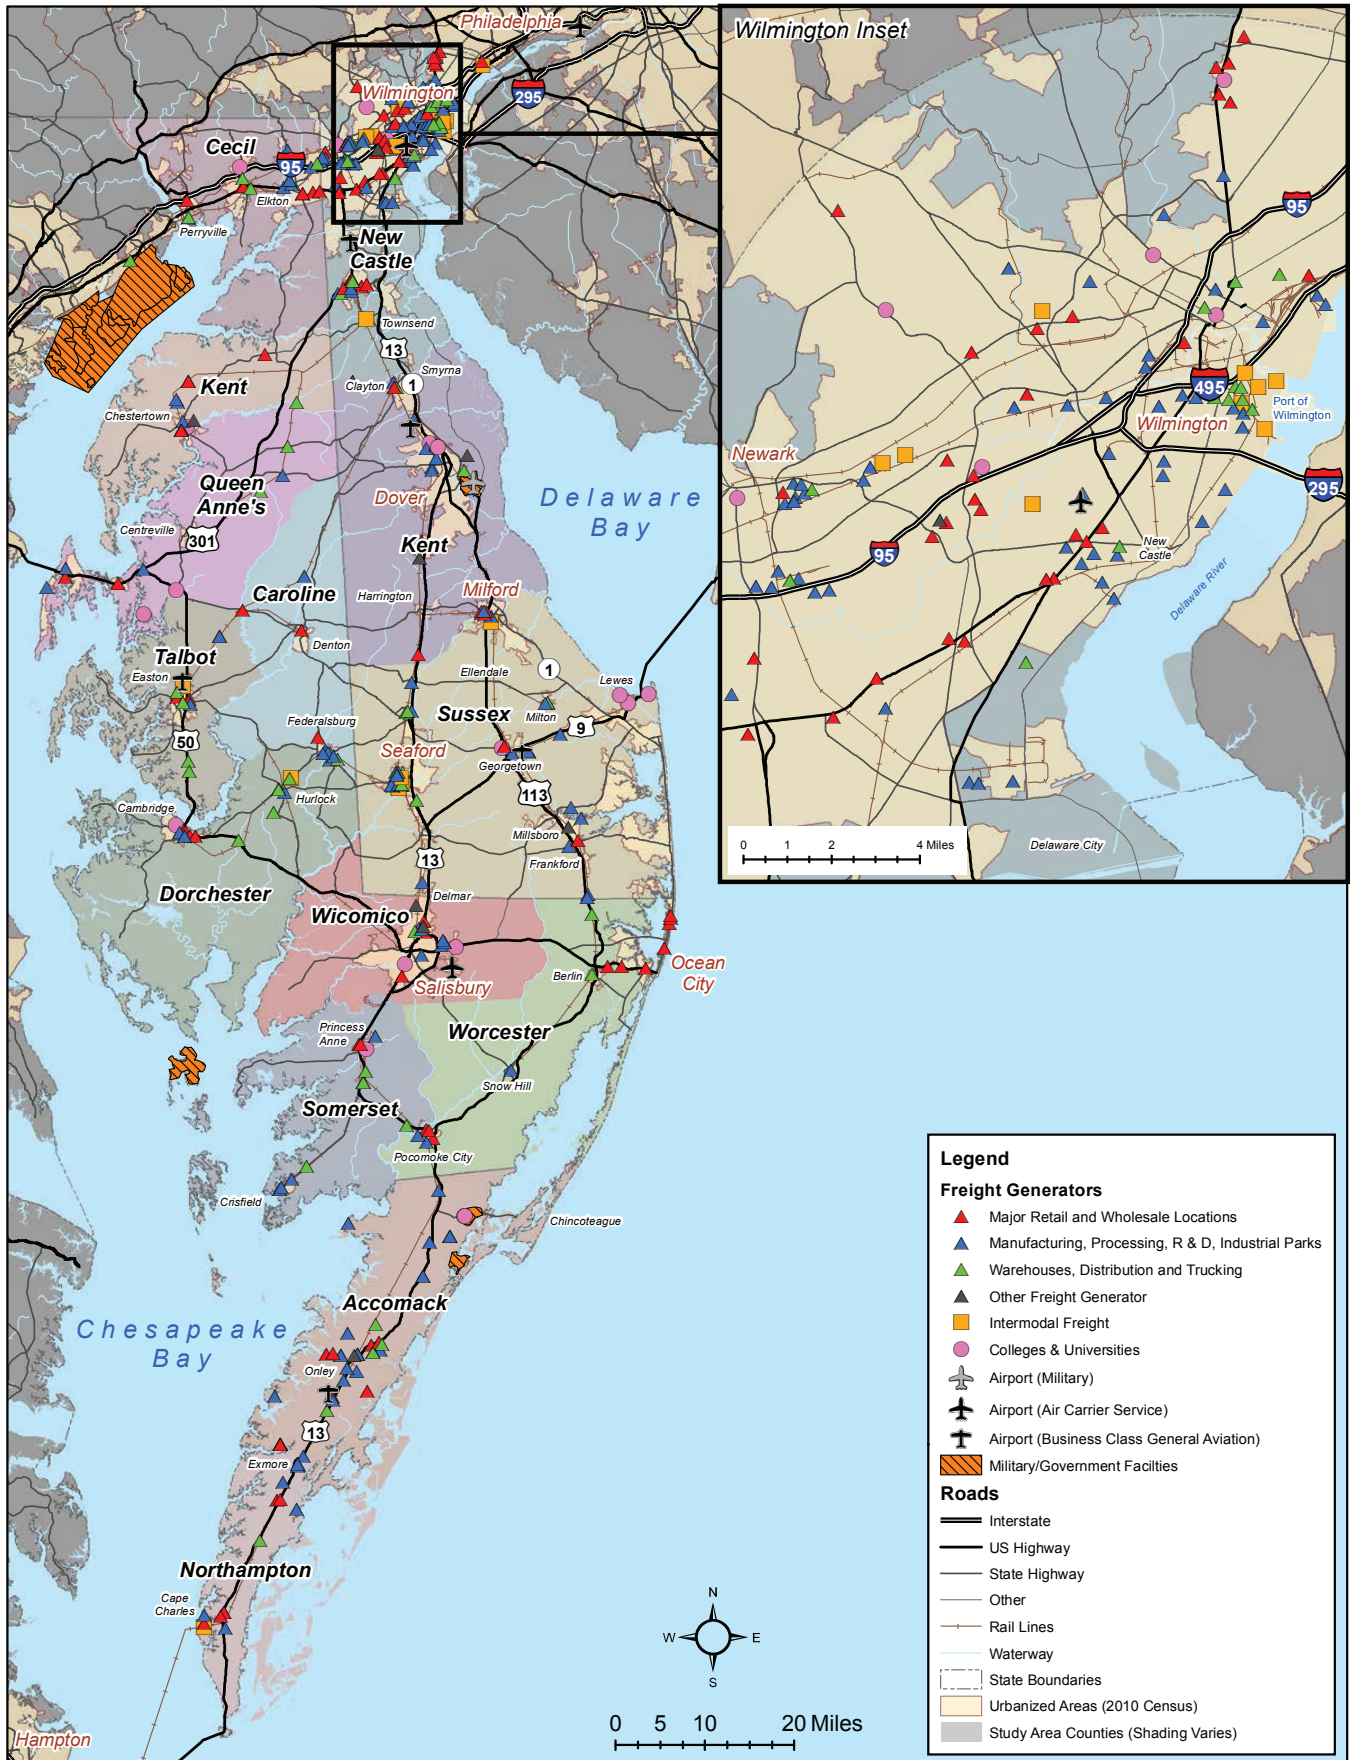 Philadelphia
Wilmington
295
Cecil
95
Elkton
Perryville
New
Castle
Townsend
13
Smyrna
Clayton
1
Kent
Chestertown
Queen
Anne's
Dover
Delaware
Bay
Centreville
301
Kent
Caroline
Harrington
Milford
Denton
Talbot
Easton
Ellendale
1
Lewes
Federalsburg
Sussex
Milton
9
50
Seaford
Georgetown
Hurlock
113
Cambridge
Millsboro
13
Frankford
Dorchester
Delmar
Wicomico
Ocean
City
Berlin
Salisbury
Princess
Anne
Worcester
Snow Hill
Somerset
Pocomoke City
Crisfield
Chincoteague
Accomack
Chesapeake
Bay
Onley
13
Exmore
Northampton
Cape
Charles
Hampton
Wilmington Inset
95
495
Port of
Wilmington
Wilmington
Newark
295
95
New
Castle
Delaware River
Delaware City
0 1 2 4 Miles
Legend
Freight Generators
Major Retail and Wholesale Locations
Manufacturing, Processing, R & D, Industrial Parks
Warehouses, Distribution and Trucking
Other Freight Generator
Intermodal Freight
Colleges & Universities
Airport (Military)
Airport (Air Carrier Service)
Airport (Business Class General Aviation)
Military/Government Facilties
Roads
Interstate
US Highway
State Highway
Other
Rail Lines
Waterway
State Boundaries
Urbanized Areas (2010 Census)
Study Area Counties (Shading Varies)
N
W E
S
0 5 10 20 Miles